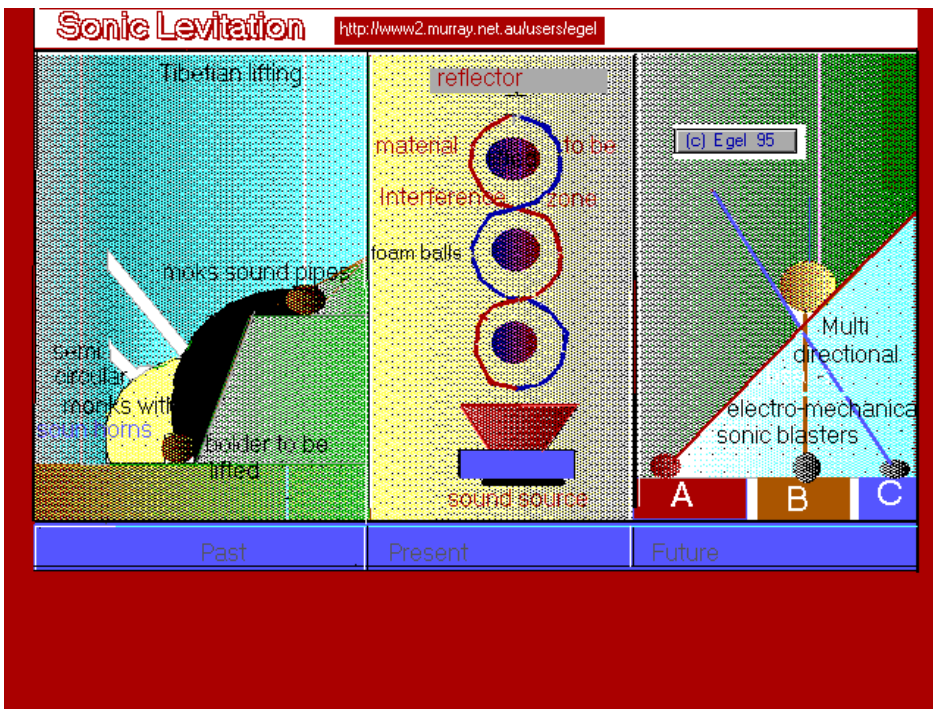 Sonic Levitation
http://www2.murray.net.au/users/egel
Tibetian lifting
moks sound pipes
semi
circular
monks with
horns
bolder to be
lifted
reflector
material to be
Interference zone
foam balls
sound source
(c) Egel 95
Multi
directional
electro-mechanica
sonic blasters
A B C
Past Present Future